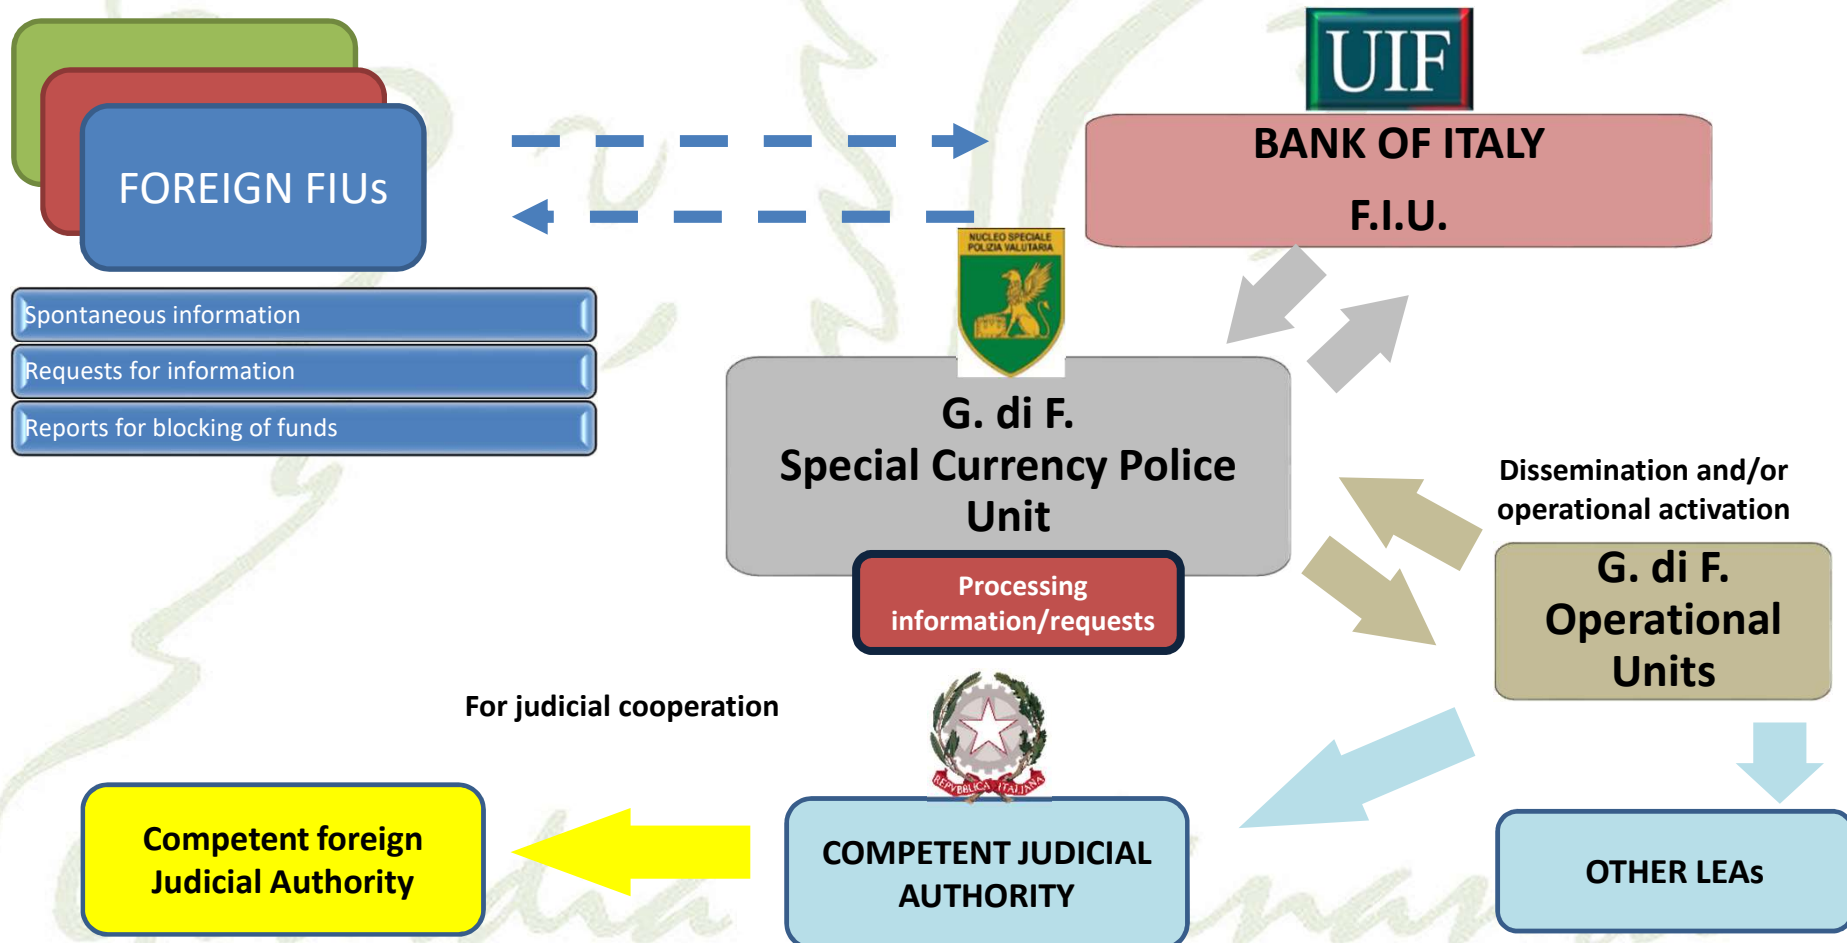 UIF
BANK OF ITALY
F.I.U.
FOREIGN FIUs
NUCLEO SPECIALE
POLIZIA VALUTARIA
Spontaneous information
Requests for information
Reports for blocking of funds
G. di F.
Special Currency Police
Unit
Processing
information/requests
Dissemination and/or
operational activation
G. di F.
Operational
Units
For judicial cooperation
REPVBBLICA ITALIANA
Competent foreign
Judicial Authority
COMPETENT JUDICIAL
AUTHORITY
OTHER LEAs